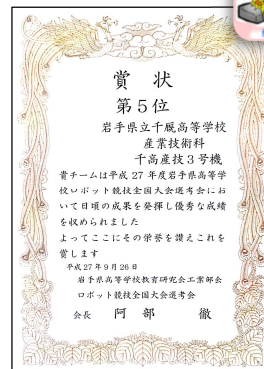 賞状
第５位
岩手県立千厩高等学校
産業技術科
千高産技３号機
貴チームは平成 27 年度岩手県高等学
校ロボット競技全国大会選考会にお
いて日頃の成果を発揮し優秀な成績
を収められました
よってここにその栄誉を讃えこれを
賞します
平成27年９月26日
岩手県高等学校教育研究会工業部会
ロボット競技全国大会選考会
会長 阿部 徹